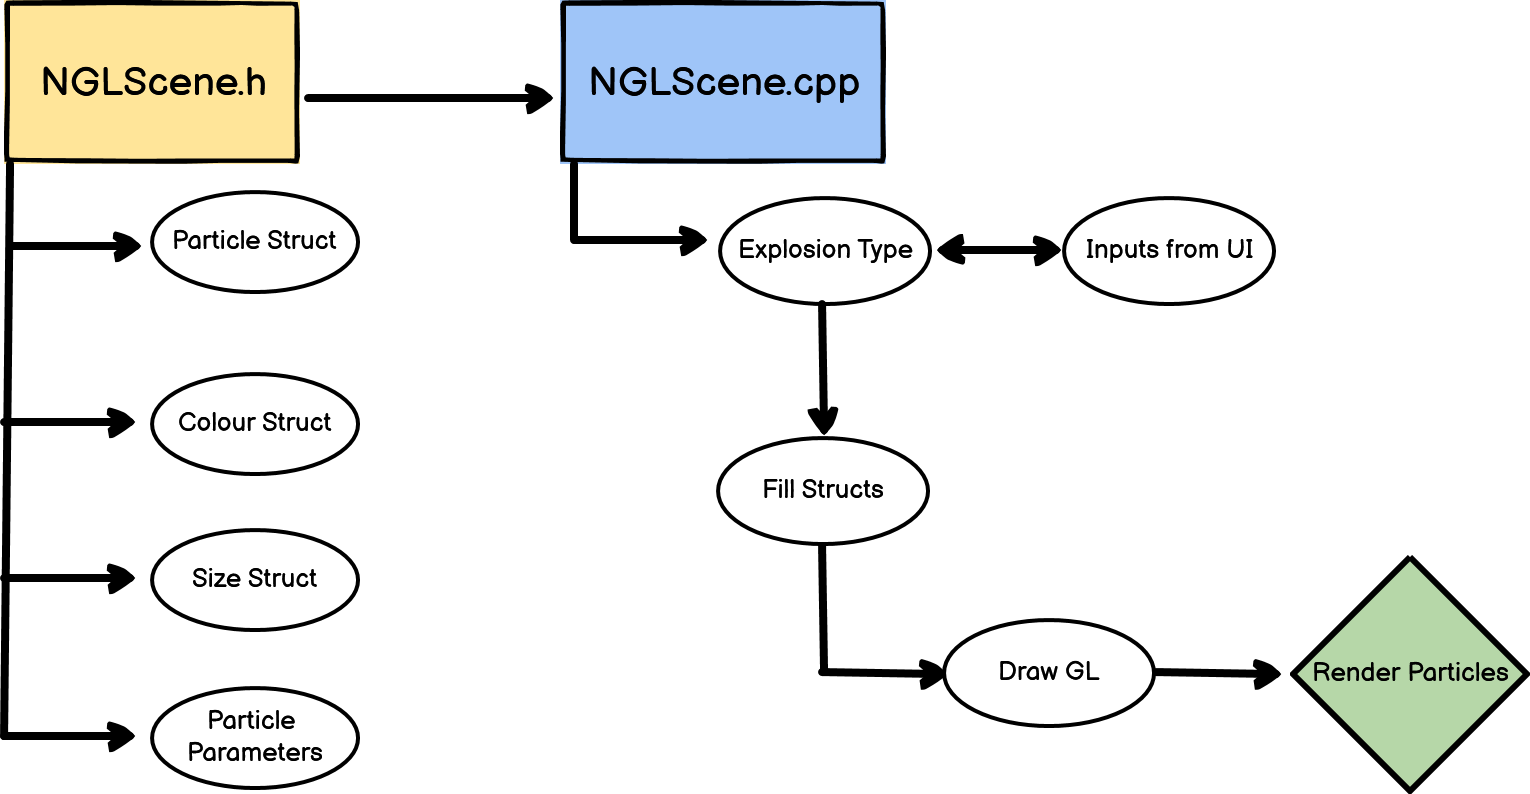 NGLScene.h
NGLScene.cpp
Particle Struct
Explosion Type
Inputs from UI
Colour Struct
Fill Structs
Size Struct
Draw GL
Render Particles
Particle
Parameters